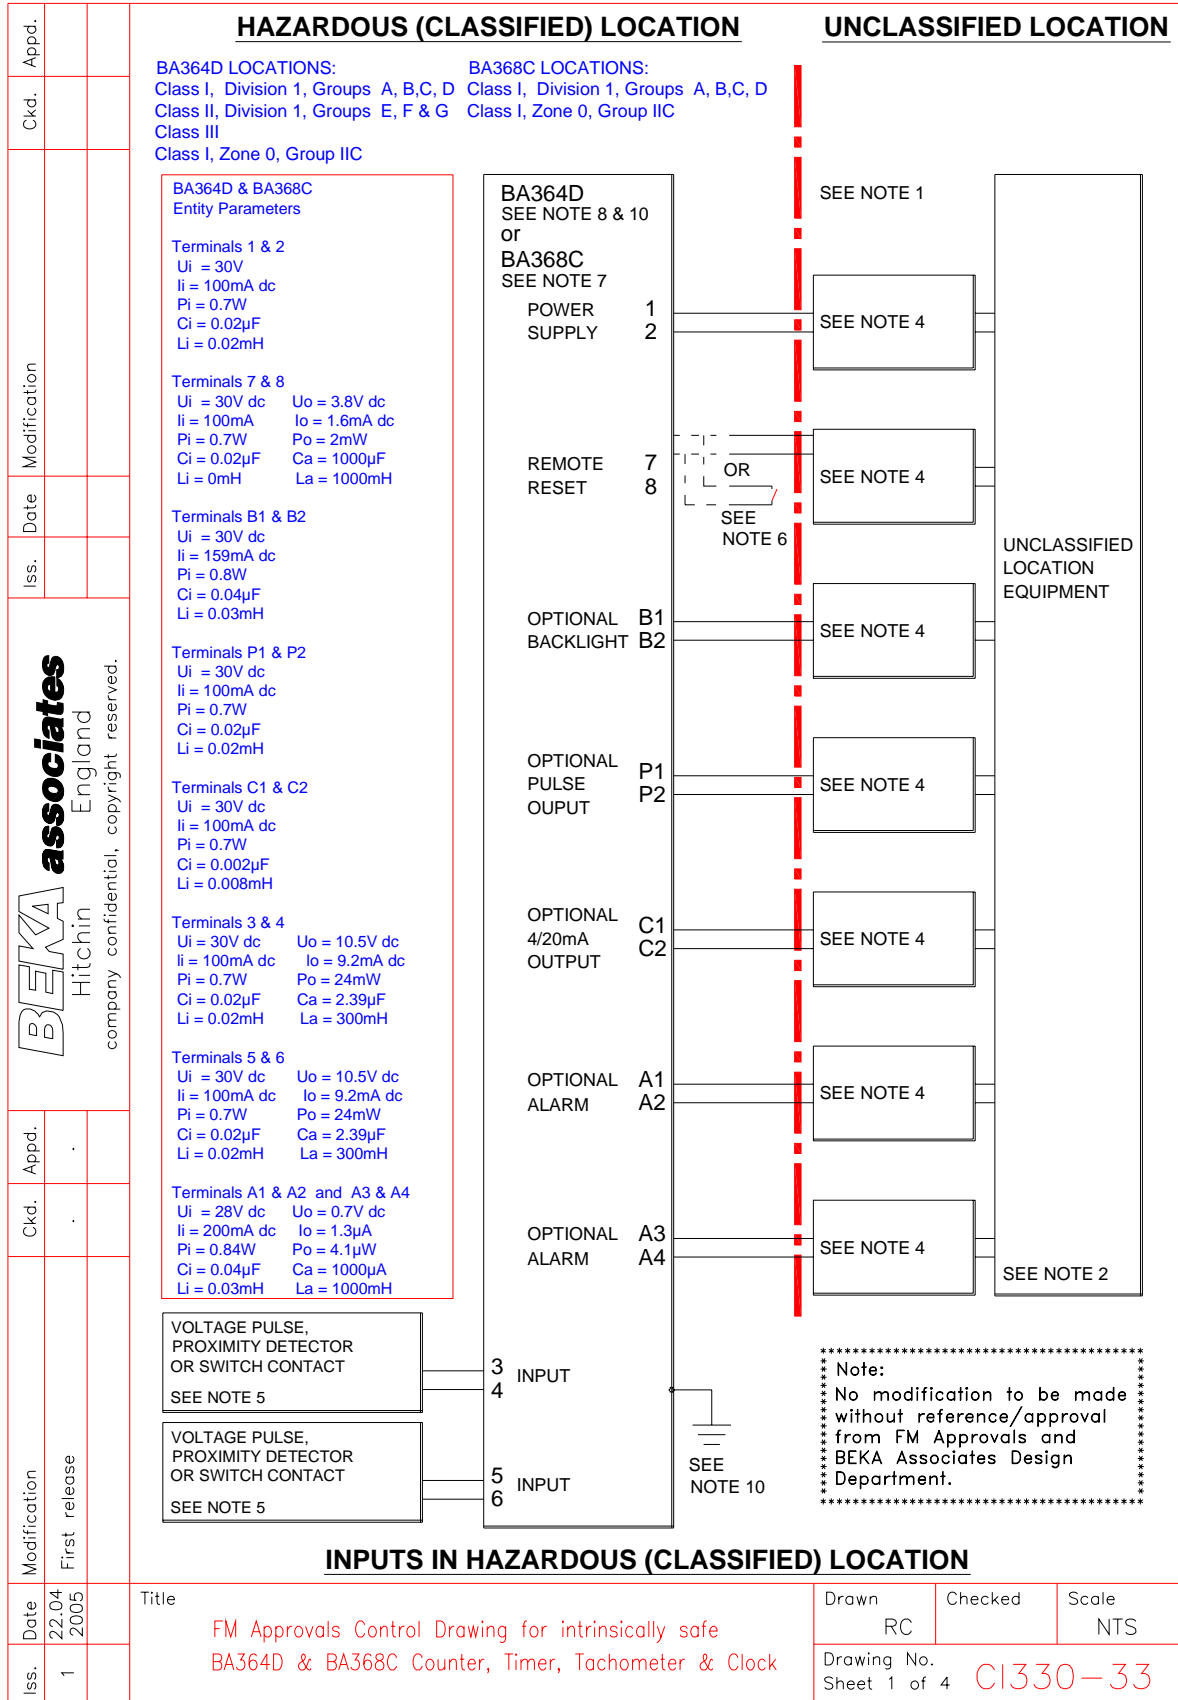 HAZARDOUS (CLASSIFIED) LOCATION
UNCLASSIFIED LOCATION
BA364D LOCATIONS:
Class I,  Division 1, Groups  A, B,C, D
Class II, Division 1, Groups  E, F & G
Class III
Class I, Zone 0, Group IIC
BA368C LOCATIONS:
Class I,  Division 1, Groups  A, B,C, D
Class I, Zone 0, Group IIC
BA364D & BA368C
Entity Parameters
Terminals 1 & 2
Ui  = 30V
Ii = 100mA dc
Pi = 0.7W
Ci = 0.02µF
Li = 0.02mH
Terminals 7 & 8
Ui  = 30V dc Uo = 3.8V dc
Ii = 100mA Io = 1.6mA dc
Pi = 0.7W Po = 2mW
Ci = 0.02µF Ca = 1000µF
Li = 0mH La = 1000mH
Terminals B1 & B2
Ui  = 30V dc
Ii = 159mA dc
Pi = 0.8W
Ci = 0.04µF
Li = 0.03mH
Terminals P1 & P2
Ui  = 30V dc
Ii = 100mA dc
Pi = 0.7W
Ci = 0.02µF
Li = 0.02mH
Terminals C1 & C2
Ui  = 30V dc
Ii = 100mA dc
Pi = 0.7W
Ci = 0.002µF
Li = 0.008mH
Terminals 3 & 4
Ui = 30V dc Uo = 10.5V dc
Ii = 100mA dc Io = 9.2mA dc
Pi = 0.7W Po = 24mW
Ci = 0.02µF Ca = 2.39µF
Li = 0.02mH La = 300mH
Terminals 5 & 6
Ui  = 30V dc Uo = 10.5V dc
Ii = 100mA dc Io = 9.2mA dc
Pi = 0.7W Po = 24mW
Ci = 0.02µF Ca = 2.39µF
Li = 0.02mH La = 300mH
Terminals A1 & A2  and  A3 & A4
Ui  = 28V dc Uo = 0.7V dc
Ii = 200mA dc Io = 1.3µA
Pi = 0.84W Po = 4.1µW
Ci = 0.04µF Ca = 1000µA
Li = 0.03mH La = 1000mH
BA364D
SEE NOTE 8 & 10
or
BA368C
SEE NOTE 7
POWER 1
SUPPLY 2
REMOTE 7
RESET 8
OR
SEE
NOTE 6
OPTIONAL B1
BACKLIGHT B2
OPTIONAL
PULSE P1
OUPUT P2
OPTIONAL
4/20mA C1
OUTPUT C2
OPTIONAL A1
ALARM A2
OPTIONAL A3
ALARM A4
SEE NOTE 1
SEE NOTE 4
SEE NOTE 4
SEE NOTE 4
SEE NOTE 4
SEE NOTE 4
SEE NOTE 4
SEE NOTE 4
UNCLASSIFIED
LOCATION
EQUIPMENT
SEE NOTE 2
VOLTAGE PULSE,
PROXIMITY DETECTOR
OR SWITCH CONTACT
SEE NOTE 5
3
4
INPUT
VOLTAGE PULSE,
PROXIMITY DETECTOR
OR SWITCH CONTACT
SEE NOTE 5
5
6
INPUT
SEE
NOTE 10
Note:
No modification to be made
without reference/approval
from FM Approvals and
BEKA Associates Design
Department.
INPUTS IN HAZARDOUS (CLASSIFIED) LOCATION
Title
FM Approvals Control Drawing for intrinsically safe
BA364D & BA368C Counter, Timer, Tachometer & Clock
Drawn
RC
Checked
Scale
NTS
Drawing No.
Sheet 1 of 4
CI330-33
Iss. Date Modification Ckd. Appd.
BEKA associates
Hitchin England
company confidential, copyright reserved.
Iss. Date Modification Ckd. Appd.
1 22.04 2005 First release . .